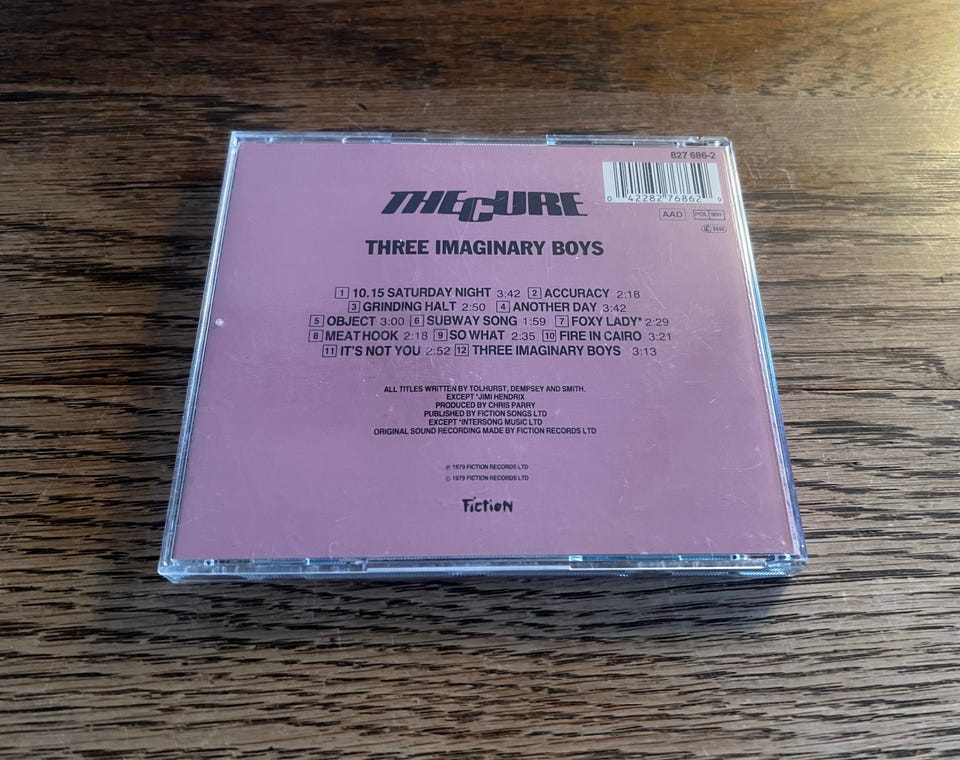 827 686-2
0 42282 76862 9
AAD
THE CURE
THREE IMAGINARY BOYS
1 10.15 SATURDAY NIGHT 3:42 2 ACCURACY 2:18
3 GRINDING HALT 2:50 4 ANOTHER DAY 3:42
5 OBJECT 3:00 6 SUBWAY SONG 1:59 7 FOXY LADY* 2:29
8 MEATHOOK 2:18 9 SO WHAT 2:35 10 FIRE IN CAIRO 3:21
11 IT'S NOT YOU 2:52 12 THREE IMAGINARY BOYS 3:13
ALL TITLES WRITTEN BY TOLHURST, DEMPSEY AND SMITH.
EXCEPT *JIMI HENDRIX
PRODUCED BY CHRIS PARRY
PUBLISHED BY FICTION SONGS LTD
EXCEPT *INTERSONG MUSIC LTD
ORIGINAL SOUND RECORDING MADE BY FICTION RECORDS LTD
℗ 1979 FICTION RECORDS LTD
© 1979 FICTION RECORDS LTD
Fiction